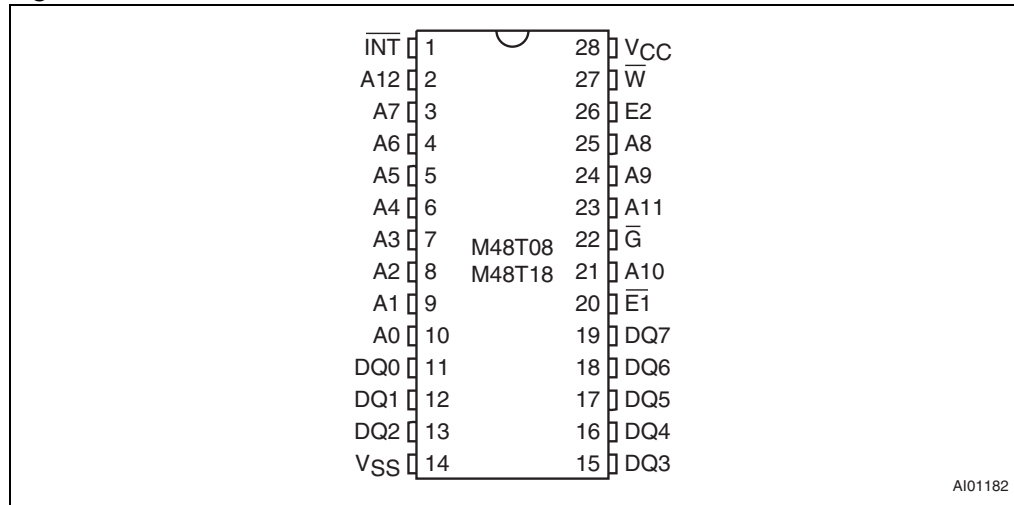 I̅N̅T̅ 1 28 VCC
A12 2 27 W̅
A7 3 26 E2
A6 4 25 A8
A5 5 24 A9
A4 6 23 A11
A3 7 M48T08 22 G̅
A2 8 M48T18 21 A10
A1 9 20 E̅1̅
A0 10 19 DQ7
DQ0 11 18 DQ6
DQ1 12 17 DQ5
DQ2 13 16 DQ4
VSS 14 15 DQ3
AI01182